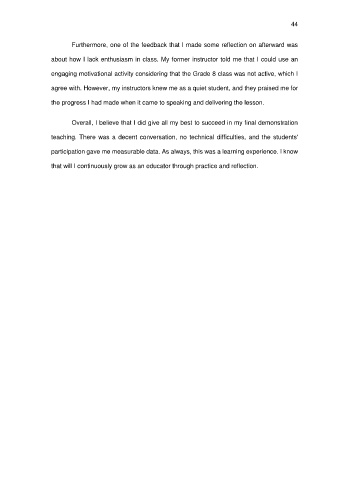 44
Furthermore, one of the feedback that I made some reflection on afterward was
about how I lack enthusiasm in class. My former instructor told me that I could use an
engaging motivational activity considering that the Grade 8 class was not active, which I
agree with. However, my instructors knew me as a quiet student, and they praised me for
the progress I had made when it came to speaking and delivering the lesson.
Overall, I believe that I did give all my best to succeed in my final demonstration
teaching. There was a decent conversation, no technical difficulties, and the students'
participation gave me measurable data. As always, this was a learning experience. I know
that will I continuously grow as an educator through practice and reflection.